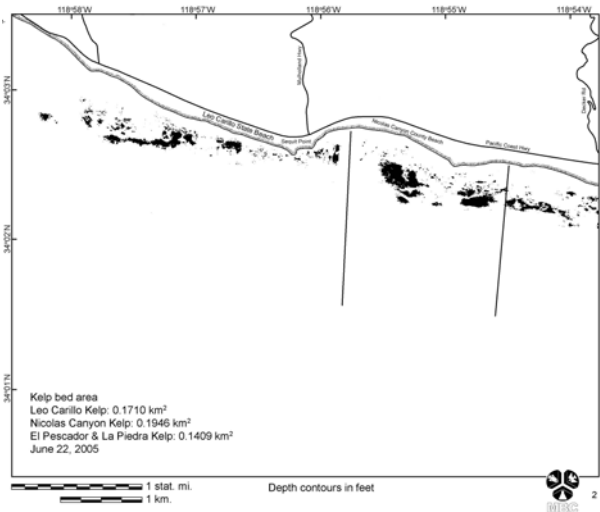 118°58'W 118°57'W 118°56'W 118°55'W 118°54'W
34°03'N
34°02'N
34°01'N
Mulholland Hwy
Decker Rd
Leo Carillo State Beach
Sequit Point
Nicolas Canyon County Beach
Pacific Coast Hwy
Kelp bed area
Leo Carillo Kelp: 0.1710 km²
Nicolas Canyon Kelp: 0.1946 km²
El Pescador & La Piedra Kelp: 0.1409 km²
June 22, 2005
1 stat. mi.
1 km.
Depth contours in feet
MBC
2